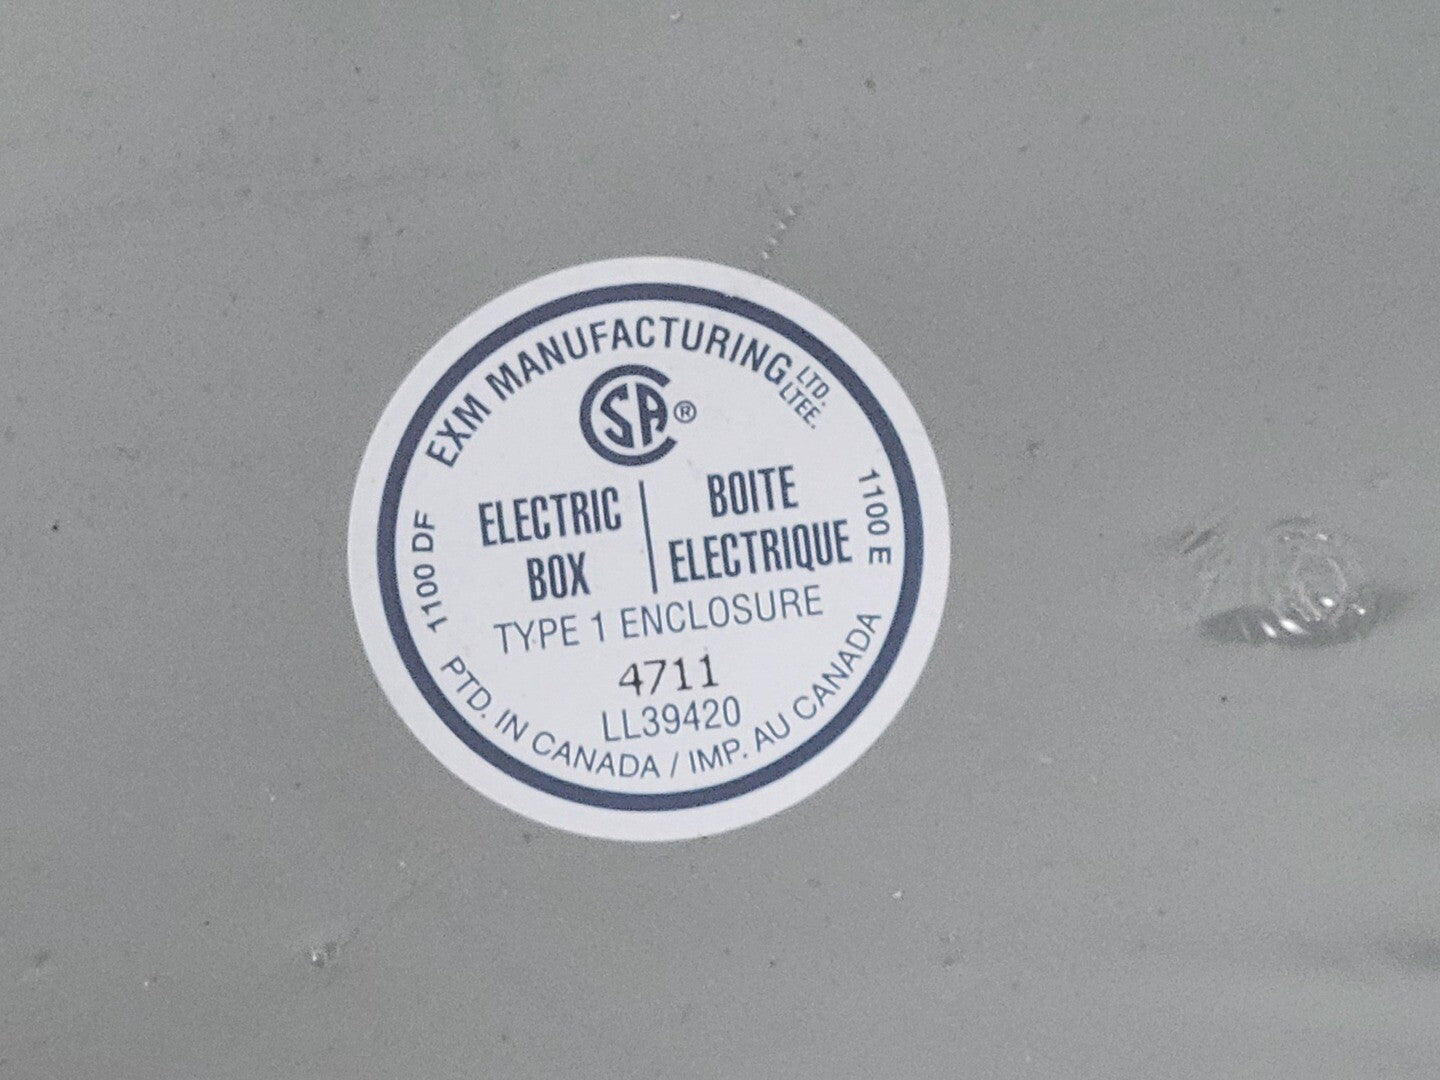 EXM MANUFACTURING LTD.
LTEE.
CSA®
ELECTRIC
BOX
BOITE
ELECTRIQUE
TYPE 1 ENCLOSURE
4711
LL39420
1100 DF
1100 E
PTD. IN CANADA / IMP. AU CANADA